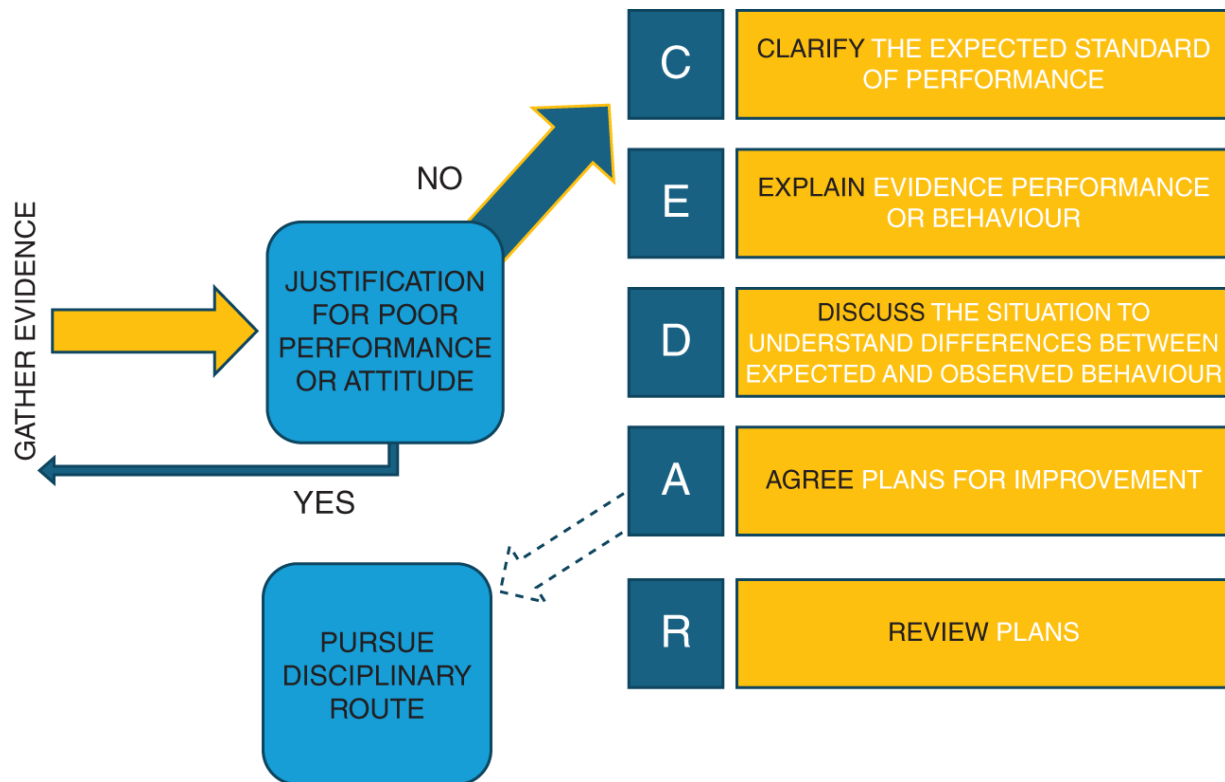 GATHER EVIDENCE
JUSTIFICATION
FOR POOR
PERFORMANCE
OR ATTITUDE
NO
YES
PURSUE
DISCIPLINARY
ROUTE
C
CLARIFY THE EXPECTED STANDARD
OF PERFORMANCE
E
EXPLAIN EVIDENCE PERFORMANCE
OR BEHAVIOUR
D
DISCUSS THE SITUATION TO
UNDERSTAND DIFFERENCES BETWEEN
EXPECTED AND OBSERVED BEHAVIOUR
A
AGREE PLANS FOR IMPROVEMENT
R
REVIEW PLANS